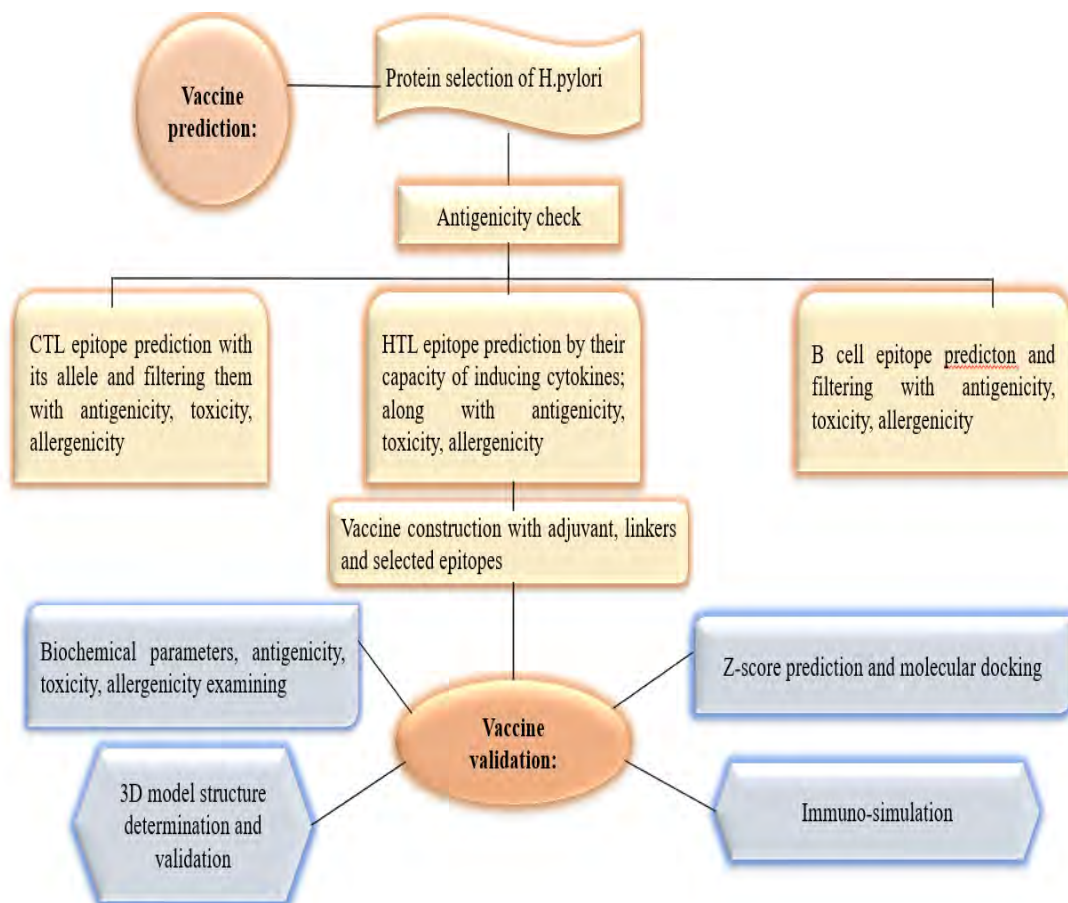 Vaccine
prediction:
Protein selection of H.pylori
Antigenicity check
CTL epitope prediction with
its allele and filtering them
with antigenicity, toxicity,
allergenicity
HTL epitope prediction by their
capacity of inducing cytokines;
along with antigenicity,
toxicity, allergenicity
B cell epitope predicton and
filtering with antigenicity,
toxicity, allergenicity
Vaccine construction with adjuvant, linkers
and selected epitopes
Biochemical parameters, antigenicity,
toxicity, allergenicity examining
Z-score prediction and molecular docking
Vaccine
validation:
3D model structure
determination and
validation
Immuno-simulation